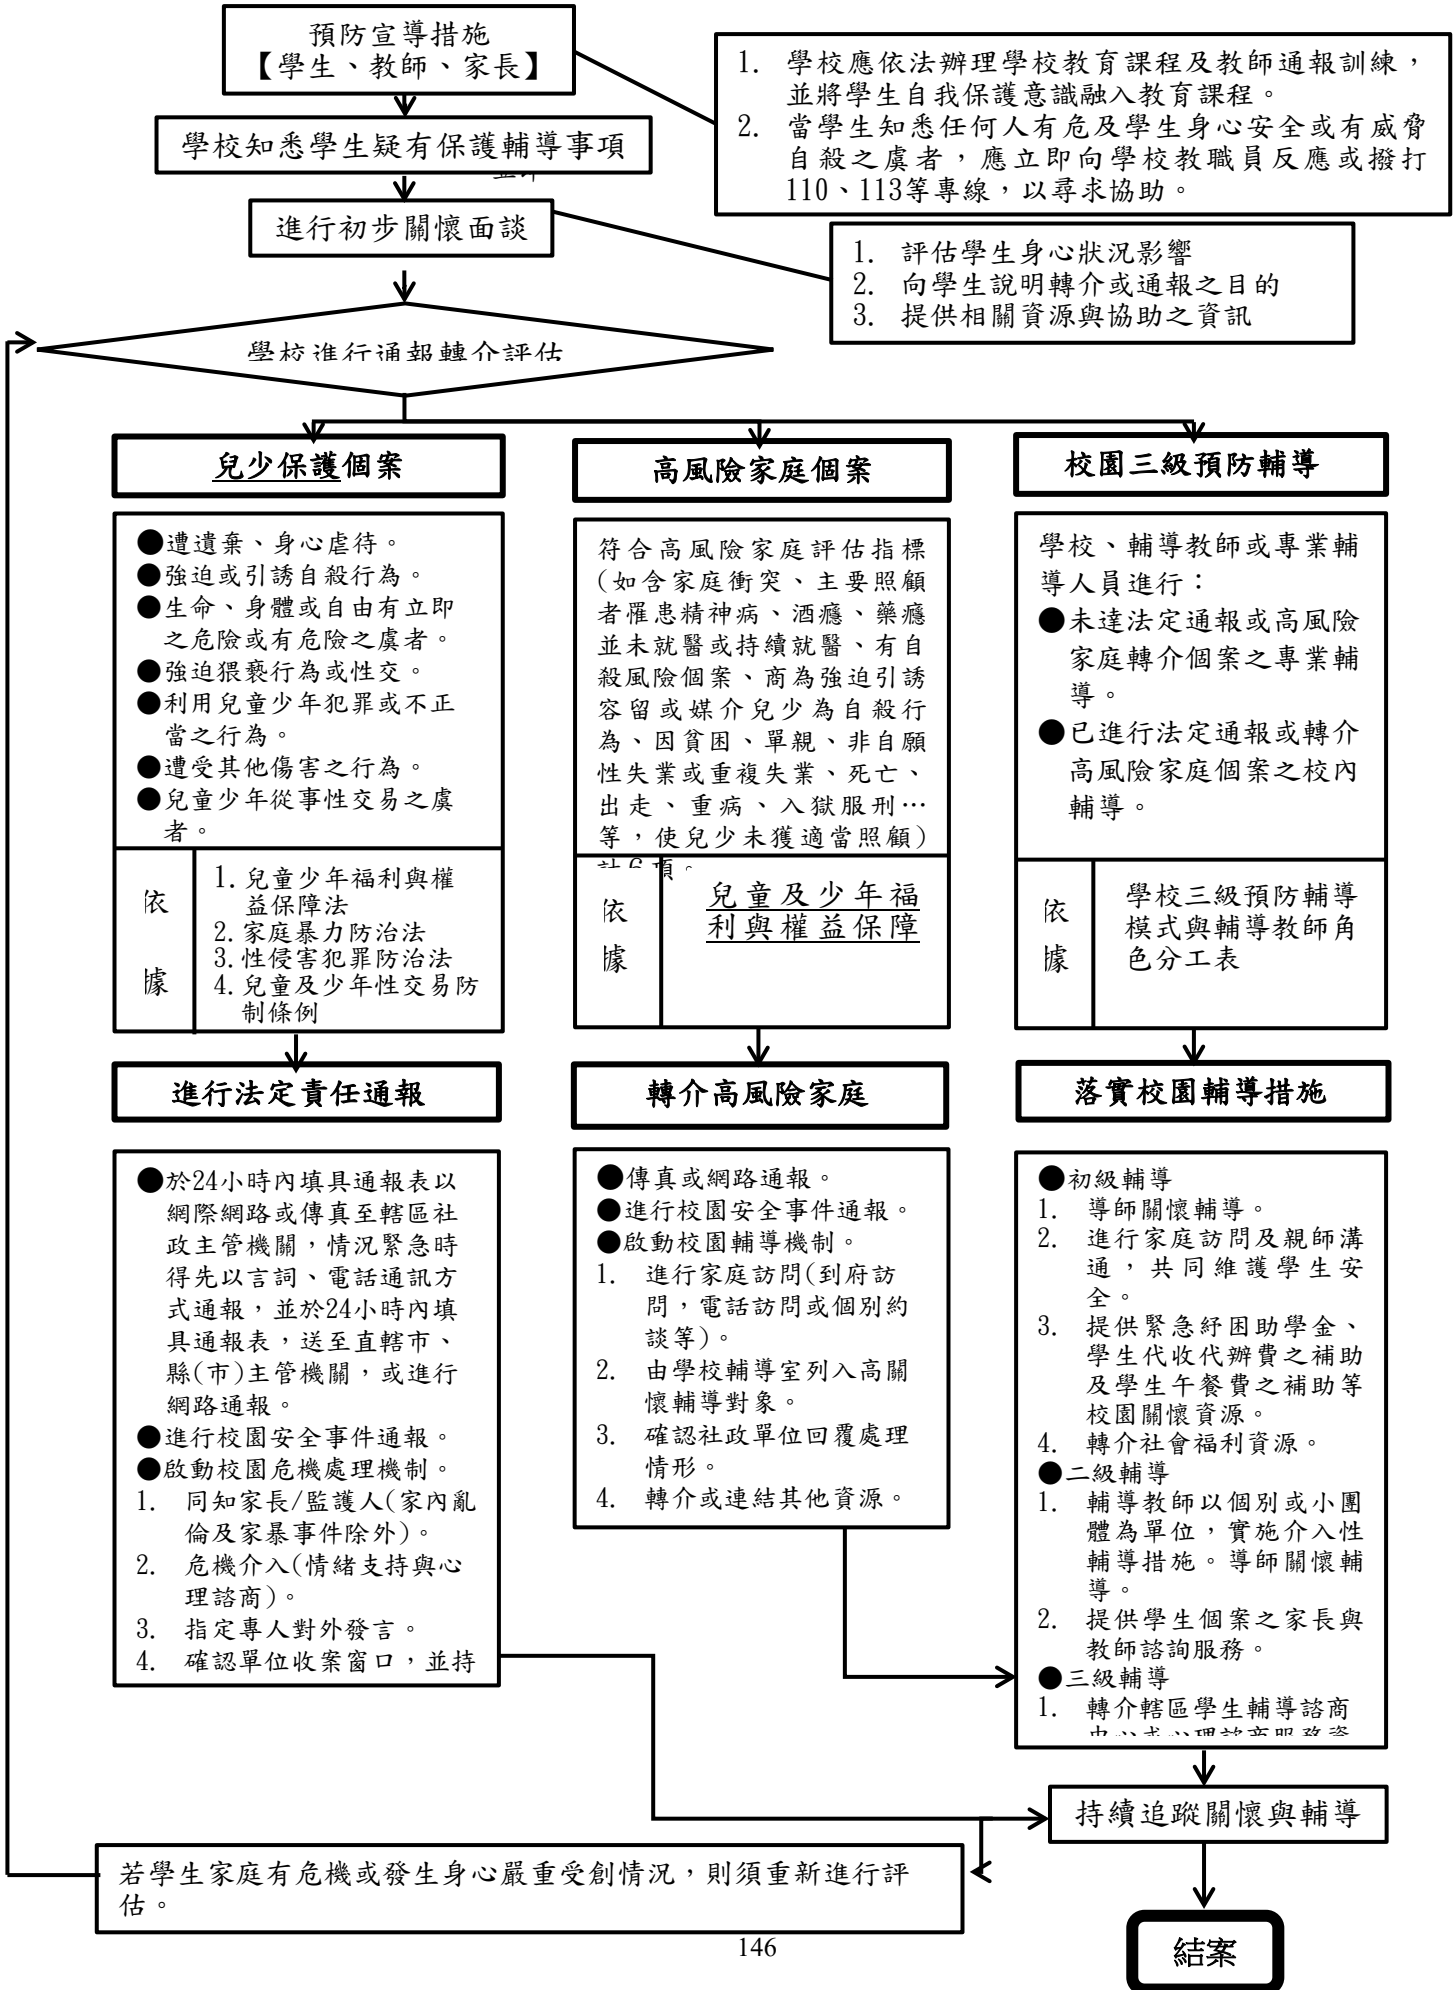 預防宣導措施
【學生、教師、家長】
1. 學校應依法辦理學校教育課程及教師通報訓練，
並將學生自我保護意識融入教育課程。
2. 當學生知悉任何人有危及學生身心安全或有威脅
自殺之虞者，應立即向學校教職員反應或撥打
110、113等專線，以尋求協助。
學校知悉學生疑有保護輔導事項
進行初步關懷面談
1. 評估學生身心狀況影響
2. 向學生說明轉介或通報之目的
3. 提供相關資源與協助之資訊
學校進行通報轉介評估
兒少保護個案
●遭遺棄、身心虐待。
●強迫或引誘自殺行為。
●生命、身體或自由有立即
之危險或有危險之虞者。
●強迫猥褻行為或性交。
●利用兒童少年犯罪或不正
當之行為。
●遭受其他傷害之行為。
●兒童少年從事性交易之虞
者。
依
據
1.兒童少年福利與權
益保障法
2.家庭暴力防治法
3.性侵害犯罪防治法
4.兒童及少年性交易防
制條例
進行法定責任通報
●於24小時內填具通報表以
網際網路或傳真至轄區社
政主管機關，情況緊急時
得先以言詞、電話通訊方
式通報，並於24小時內填
具通報表，送至直轄市、
縣(市)主管機關，或進行
網路通報。
●進行校園安全事件通報。
●啟動校園危機處理機制。
1. 同知家長/監護人(家內亂
倫及家暴事件除外)。
2. 危機介入(情緒支持與心
理諮商)。
3. 指定專人對外發言。
4. 確認單位收案窗口，並持
高風險家庭個案
符合高風險家庭評估指標
(如含家庭衝突、主要照顧
者罹患精神病、酒癮、藥癮
並未就醫或持續就醫、有自
殺風險個案、商為強迫引誘
容留或媒介兒少為自殺行
為、因貧困、單親、非自願
性失業或重複失業、死亡、
出走、重病、入獄服刑…
等，使兒少未獲適當照顧)
計6項。
依
據
兒童及少年福
利與權益保障
轉介高風險家庭
●傳真或網路通報。
●進行校園安全事件通報。
●啟動校園輔導機制。
1. 進行家庭訪問(到府訪
問，電話訪問或個別約
談等)。
2. 由學校輔導室列入高關
懷輔導對象。
3. 確認社政單位回覆處理
情形。
4. 轉介或連結其他資源。
校園三級預防輔導
學校、輔導教師或專業輔
導人員進行：
●未達法定通報或高風險
家庭轉介個案之專業輔
導。
●已進行法定通報或轉介
高風險家庭個案之校內
輔導。
依
據
學校三級預防輔導
模式與輔導教師角
色分工表
落實校園輔導措施
●初級輔導
1. 導師關懷輔導。
2. 進行家庭訪問及親師溝
通，共同維護學生安
全。
3. 提供緊急紓困助學金、
學生代收代辦費之補助
及學生午餐費之補助等
校園關懷資源。
4. 轉介社會福利資源。
●二級輔導
1. 輔導教師以個別或小團
體為單位，實施介入性
輔導措施。導師關懷輔
導。
2. 提供學生個案之家長與
教師諮詢服務。
●三級輔導
1. 轉介轄區學生輔導諮商
中心或心理諮商服務資
持續追蹤關懷與輔導
若學生家庭有危機或發生身心嚴重受創情況，則須重新進行評
估。
結案
146